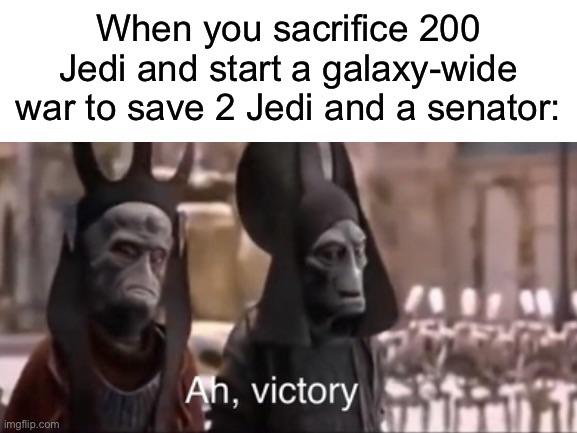 When you sacrifice 200
Jedi and start a galaxy-wide
war to save 2 Jedi and a senator:
Ah, victory
imgflip.com